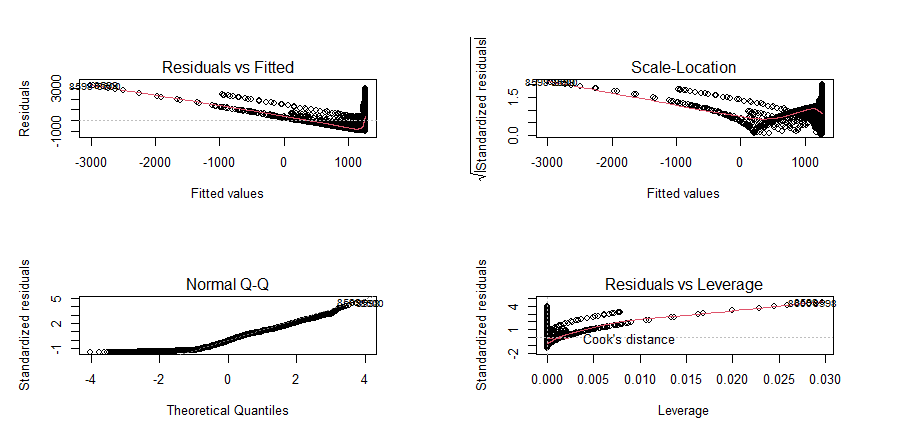 Residuals vs Fitted
Residuals
3000
-1000
-3000 -2000 -1000 0 1000
Fitted values
Scale-Location
√|Standardized residuals|
1.5
0.0
-3000 -2000 -1000 0 1000
Fitted values
Normal Q-Q
Standardized residuals
5
2
-1
-4 -2 0 2 4
Theoretical Quantiles
Residuals vs Leverage
Standardized residuals
4
1
-2
Cook's distance
0.000 0.005 0.010 0.015 0.020 0.025 0.030
Leverage